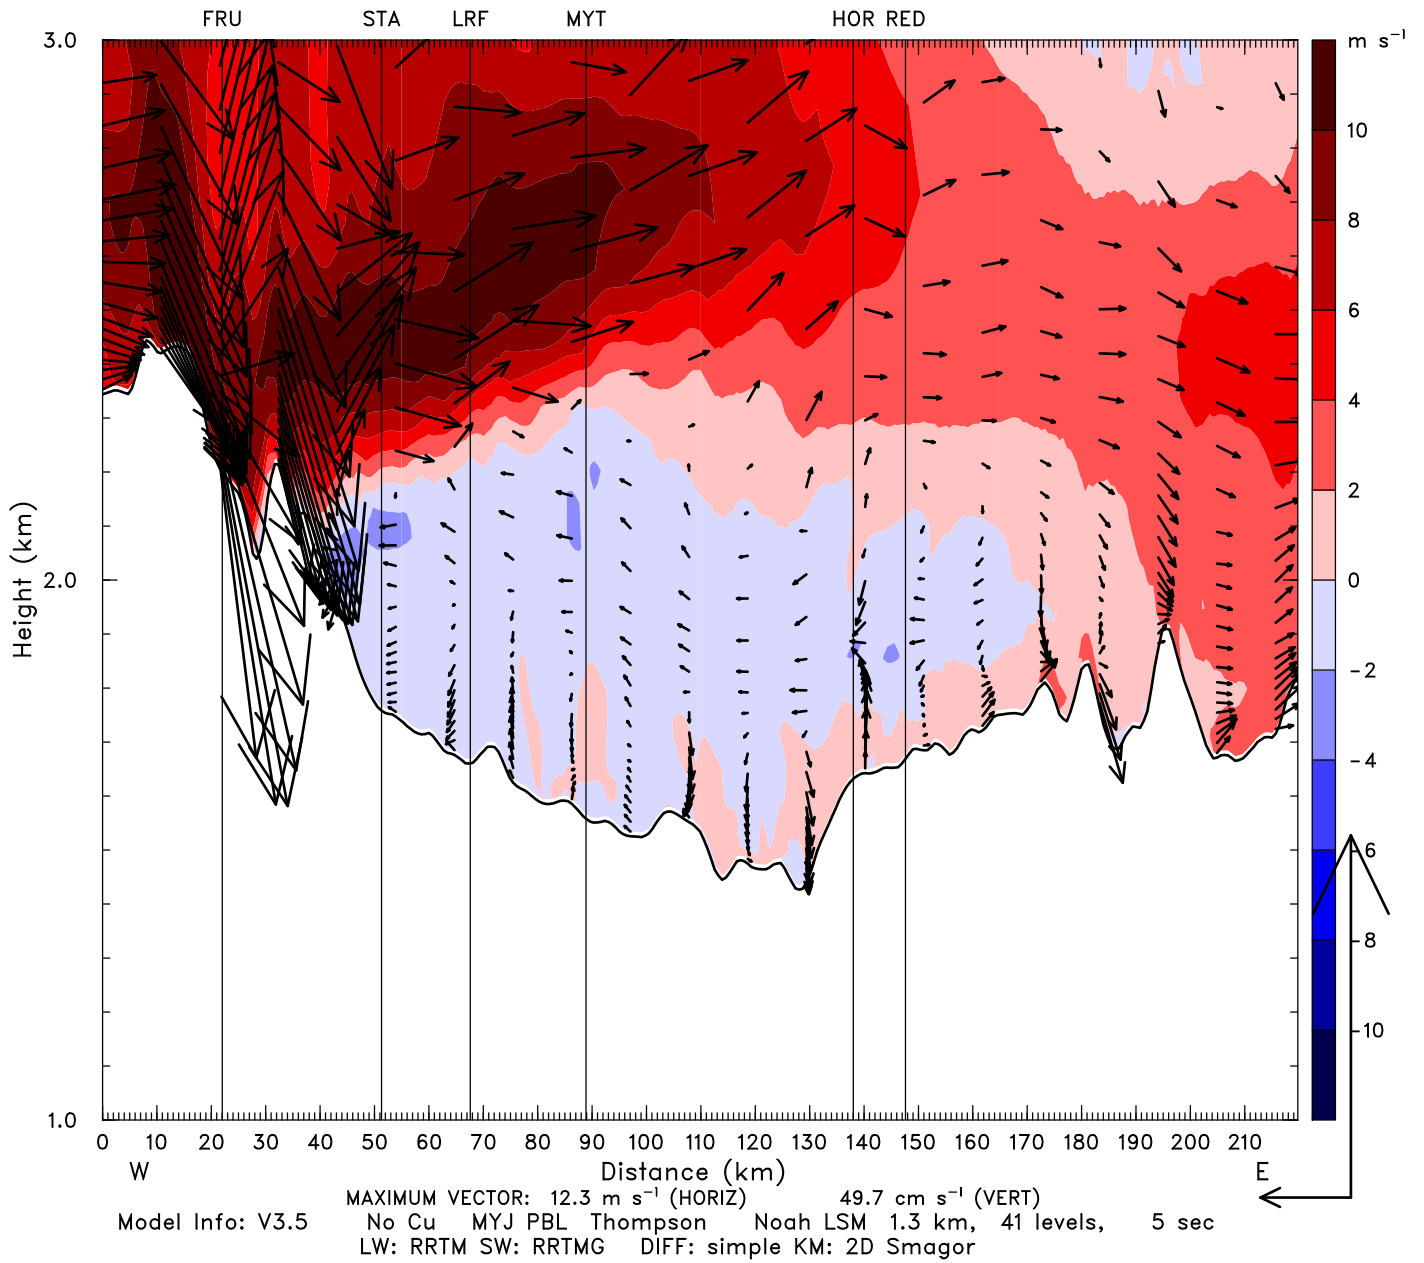 FRU STA LRF MYT HOR RED
m s⁻¹
3.0
2.0
1.0
Height (km)
10
8
6
4
2
0
−2
−4
6
8
10
0 10 20 30 40 50 60 70 80 90 100 110 120 130 140 150 160 170 180 190 200 210
W Distance (km) E
MAXIMUM VECTOR: 12.3 m s⁻¹ (HORIZ) 49.7 cm s⁻¹ (VERT)
Model Info: V3.5 No Cu MYJ PBL Thompson Noah LSM 1.3 km, 41 levels, 5 sec
LW: RRTM SW: RRTMG DIFF: simple KM: 2D Smagor